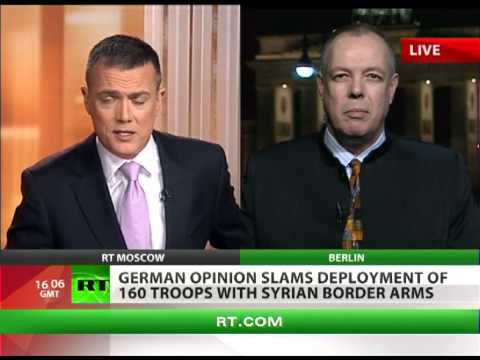 LIVE
RT MOSCOW
BERLIN
16 06
GMT
RT
GERMAN OPINION SLAMS DEPLOYMENT OF
160 TROOPS WITH SYRIAN BORDER ARMS
RT.COM